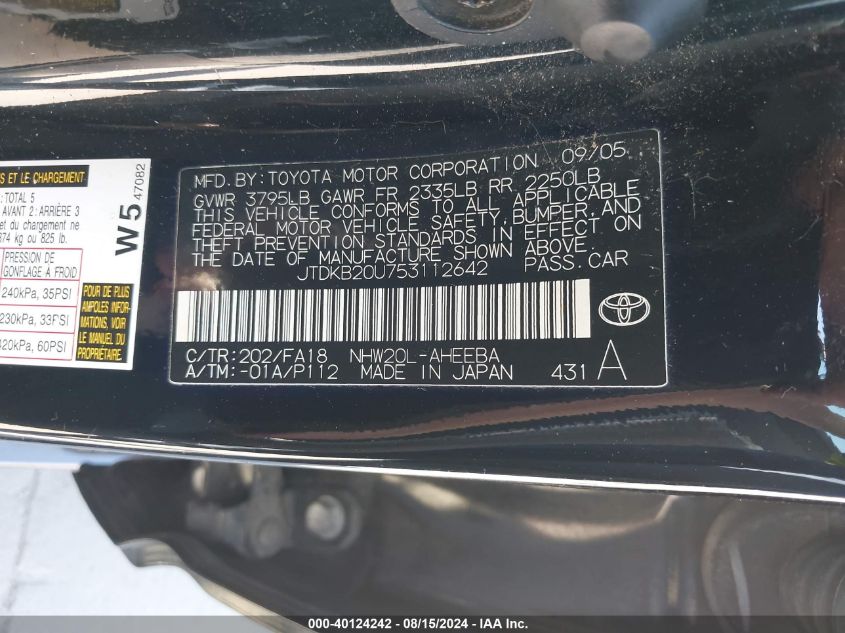 S ET LE CHARGEMENT
TOTAL 5
AVANT 2 : ARRIÈRE 3
et du chargement ne
374 kg ou 825 lb.
PRESSION DE
GONFLAGE À FROID
240kPa, 35PSI
230kPa, 33PSI
420kPa, 60PSI
POUR DE PLUS
AMPLES INFOR-
MATIONS, VOIR
LE MANUEL DU
PROPRIÉTAIRE.
W5 47082
MFD. BY: TOYOTA MOTOR CORPORATION 09/05
GVWR 3795LB GAWR FR 2335LB RR 2250LB
THIS VEHICLE CONFORMS TO ALL APPLICABLE
FEDERAL MOTOR VEHICLE SAFETY, BUMPER, AND
THEFT PREVENTION STANDARDS IN EFFECT ON
THE DATE OF MANUFACTURE SHOWN ABOVE.
JTDKB20U753112642 PASS. CAR
C/TR: 202/FA18 NHW20L-AHEEBA
A/TM: -01A/P112 MADE IN JAPAN 431 A
000-40124242 - 08/15/2024 - IAA Inc.